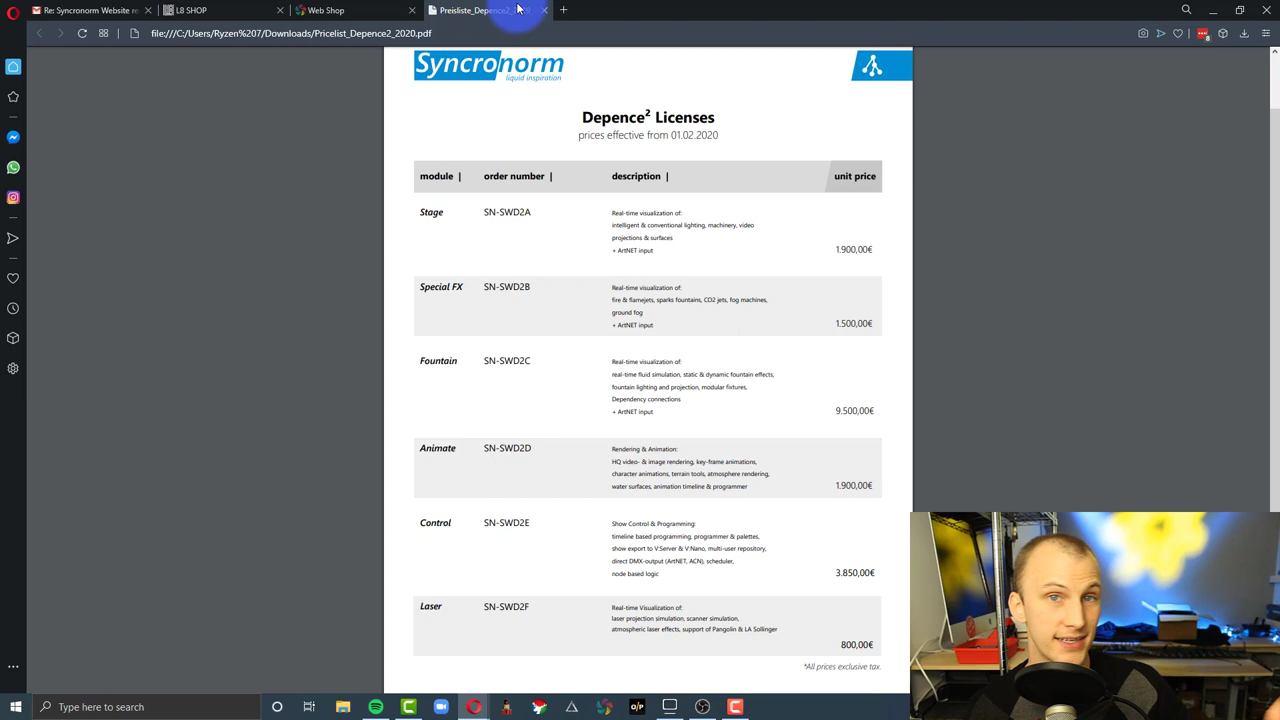 Re: Syncronorm Website re
L8 SHOP
Web Shop
Preisliste_Depence2_2020
file:///C:/Users/Ryzen%207/Downloads/Pricelist_Depence2_2020.pdf
8
Syncronorm
liquid inspiration
Depence² Licenses
prices effective from 01.02.2020
module | order number | description | unit price
Stage SN-SWD2A Real-time visualization of:
intelligent & conventional lighting, machinery, video
projections & surfaces
+ ArtNET input 1.900,00€
Special FX SN-SWD2B Real-time visualization of:
fire & flamejets, sparks fountains, CO2 jets, fog machines,
ground fog
+ ArtNET input 1.500,00€
Fountain SN-SWD2C Real-time visualization of:
real-time fluid simulation, static & dynamic fountain effects,
fountain lighting and projection, modular fixtures,
Dependency connections
+ ArtNET input 9.500,00€
Animate SN-SWD2D Rendering & Animation:
HQ video- & image rendering, key-frame animations,
character animations, terrain tools, atmosphere rendering,
water surfaces, animation timeline & programmer 1.900,00€
Control SN-SWD2E Show Control & Programming:
timeline based programming, programmer & palettes,
show export to V.Server & V.Nano, multi-user repository,
direct DMX-output (ArtNET, ACN), scheduler,
node based logic 3.850,00€
Laser SN-SWD2F Real-time Visualization of:
laser projection simulation, scanner simulation,
atmospheric laser effects, support of Pangolin & LA Sollinger
800,00€
*All prices exclusive tax.
Type here to search
O/P